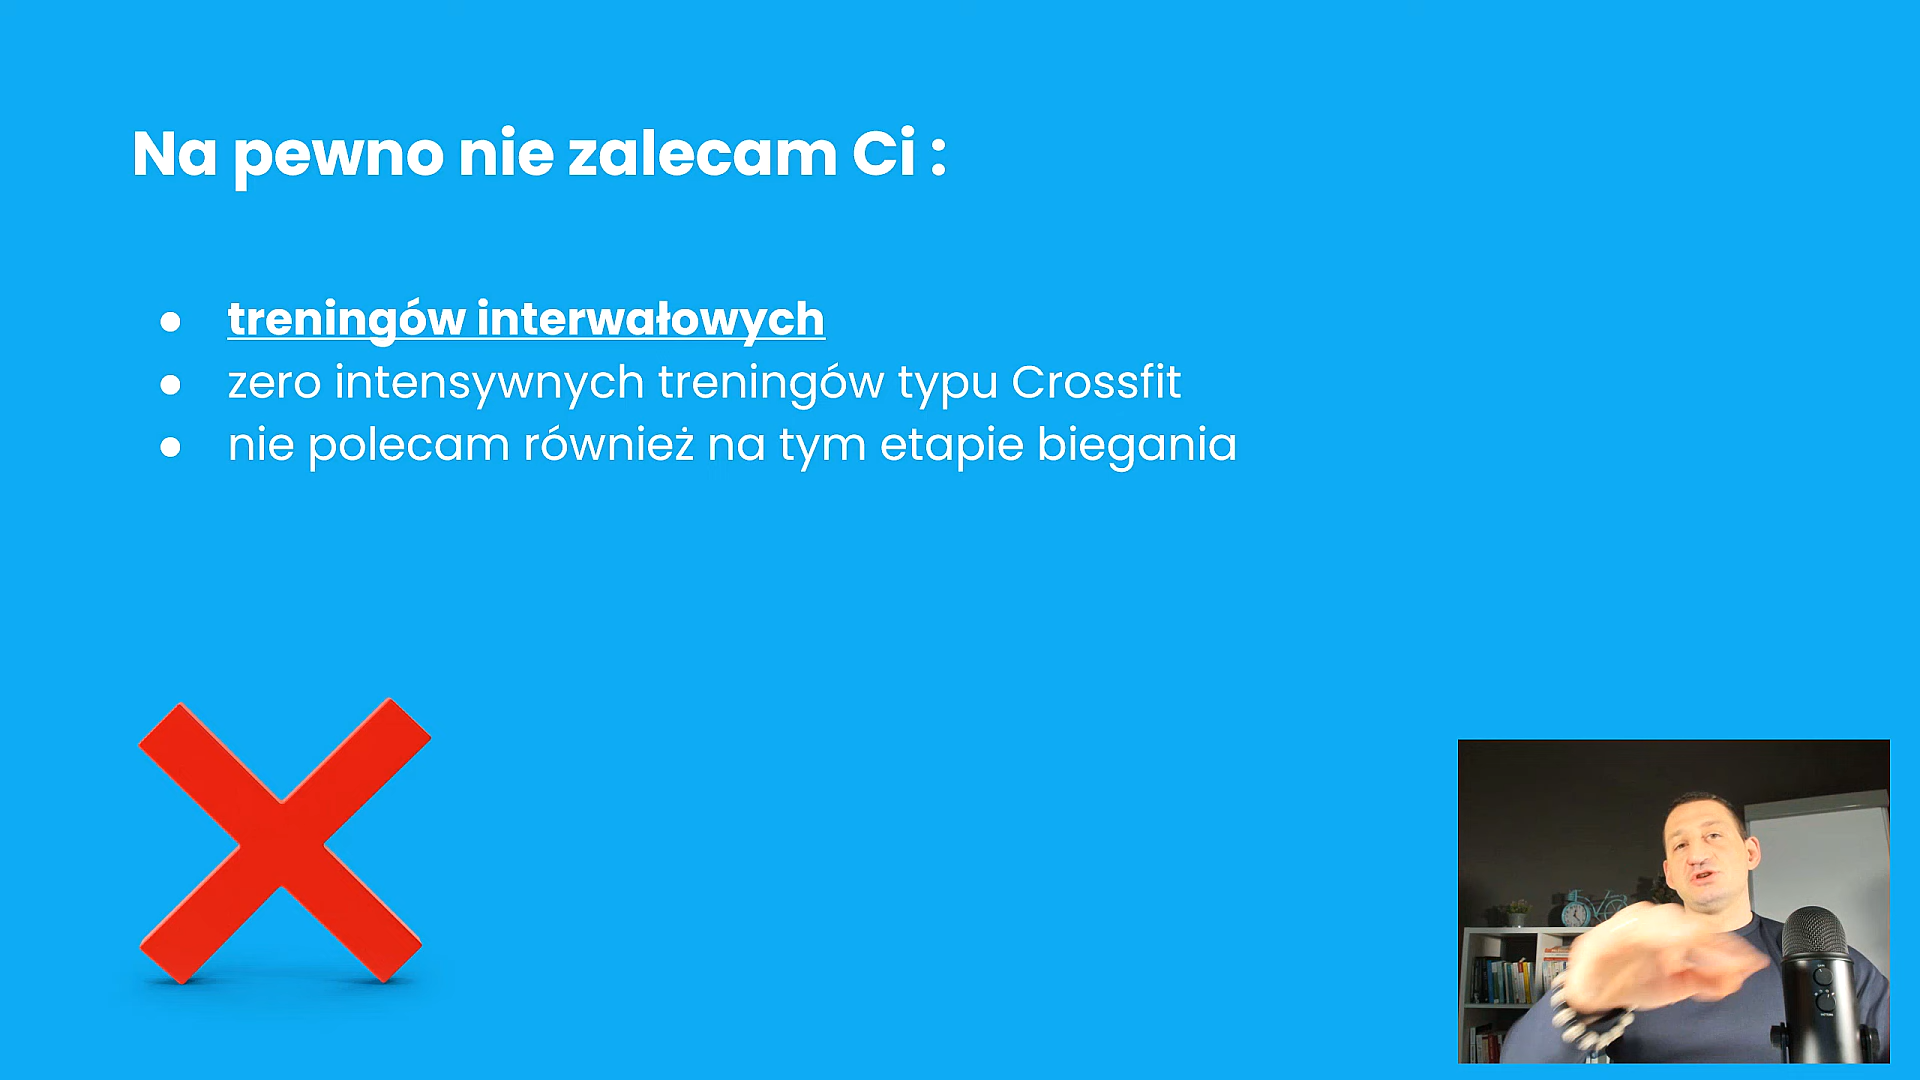 Na pewno nie zalecam Ci :
● treningów interwałowych
● zero intensywnych treningów typu Crossfit
● nie polecam również na tym etapie biegania